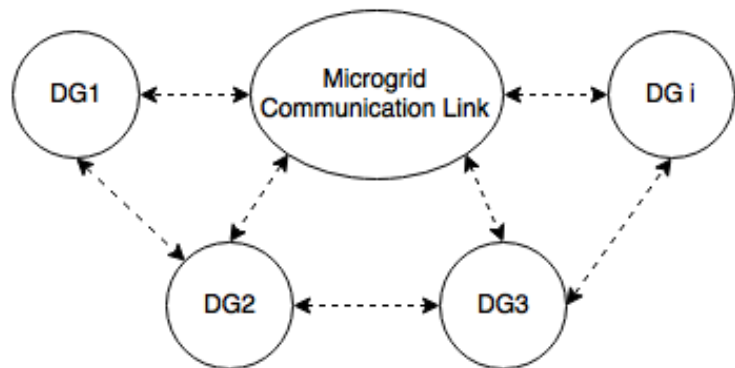 DG1
Microgrid
Communication Link
DG i
DG2
DG3